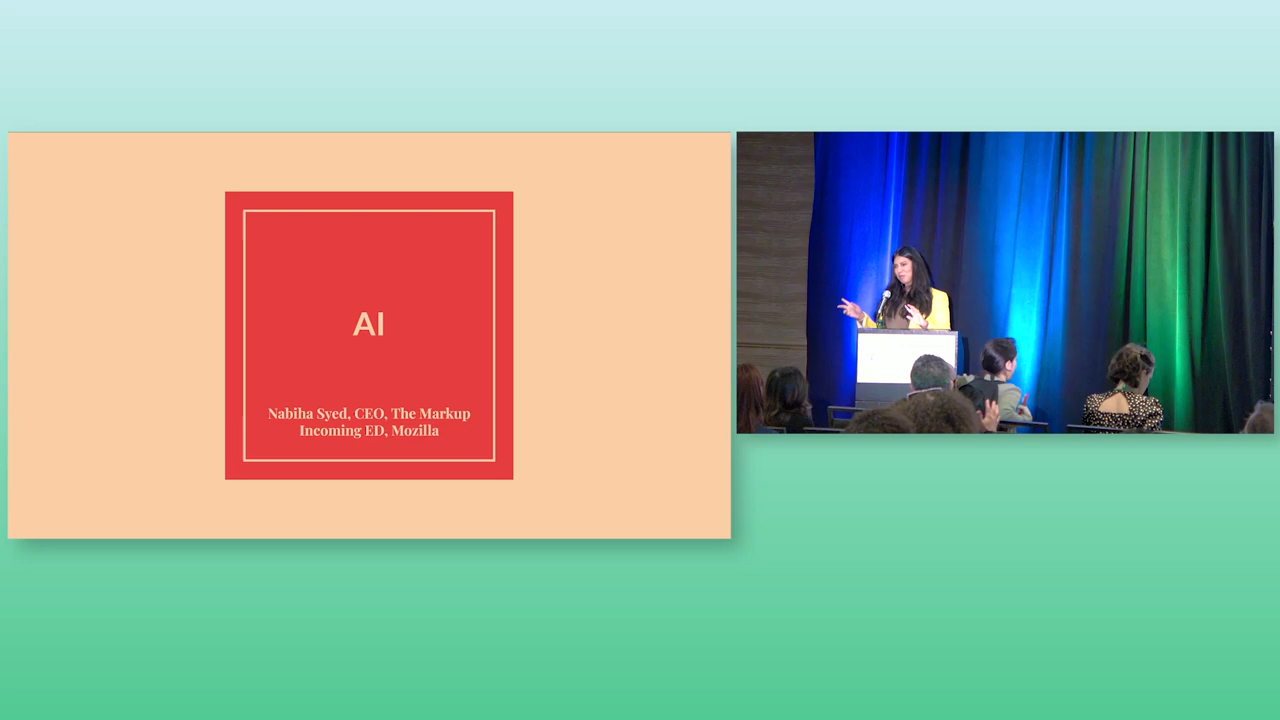 AI
Nabiha Syed, CEO, The Markup
Incoming ED, Mozilla